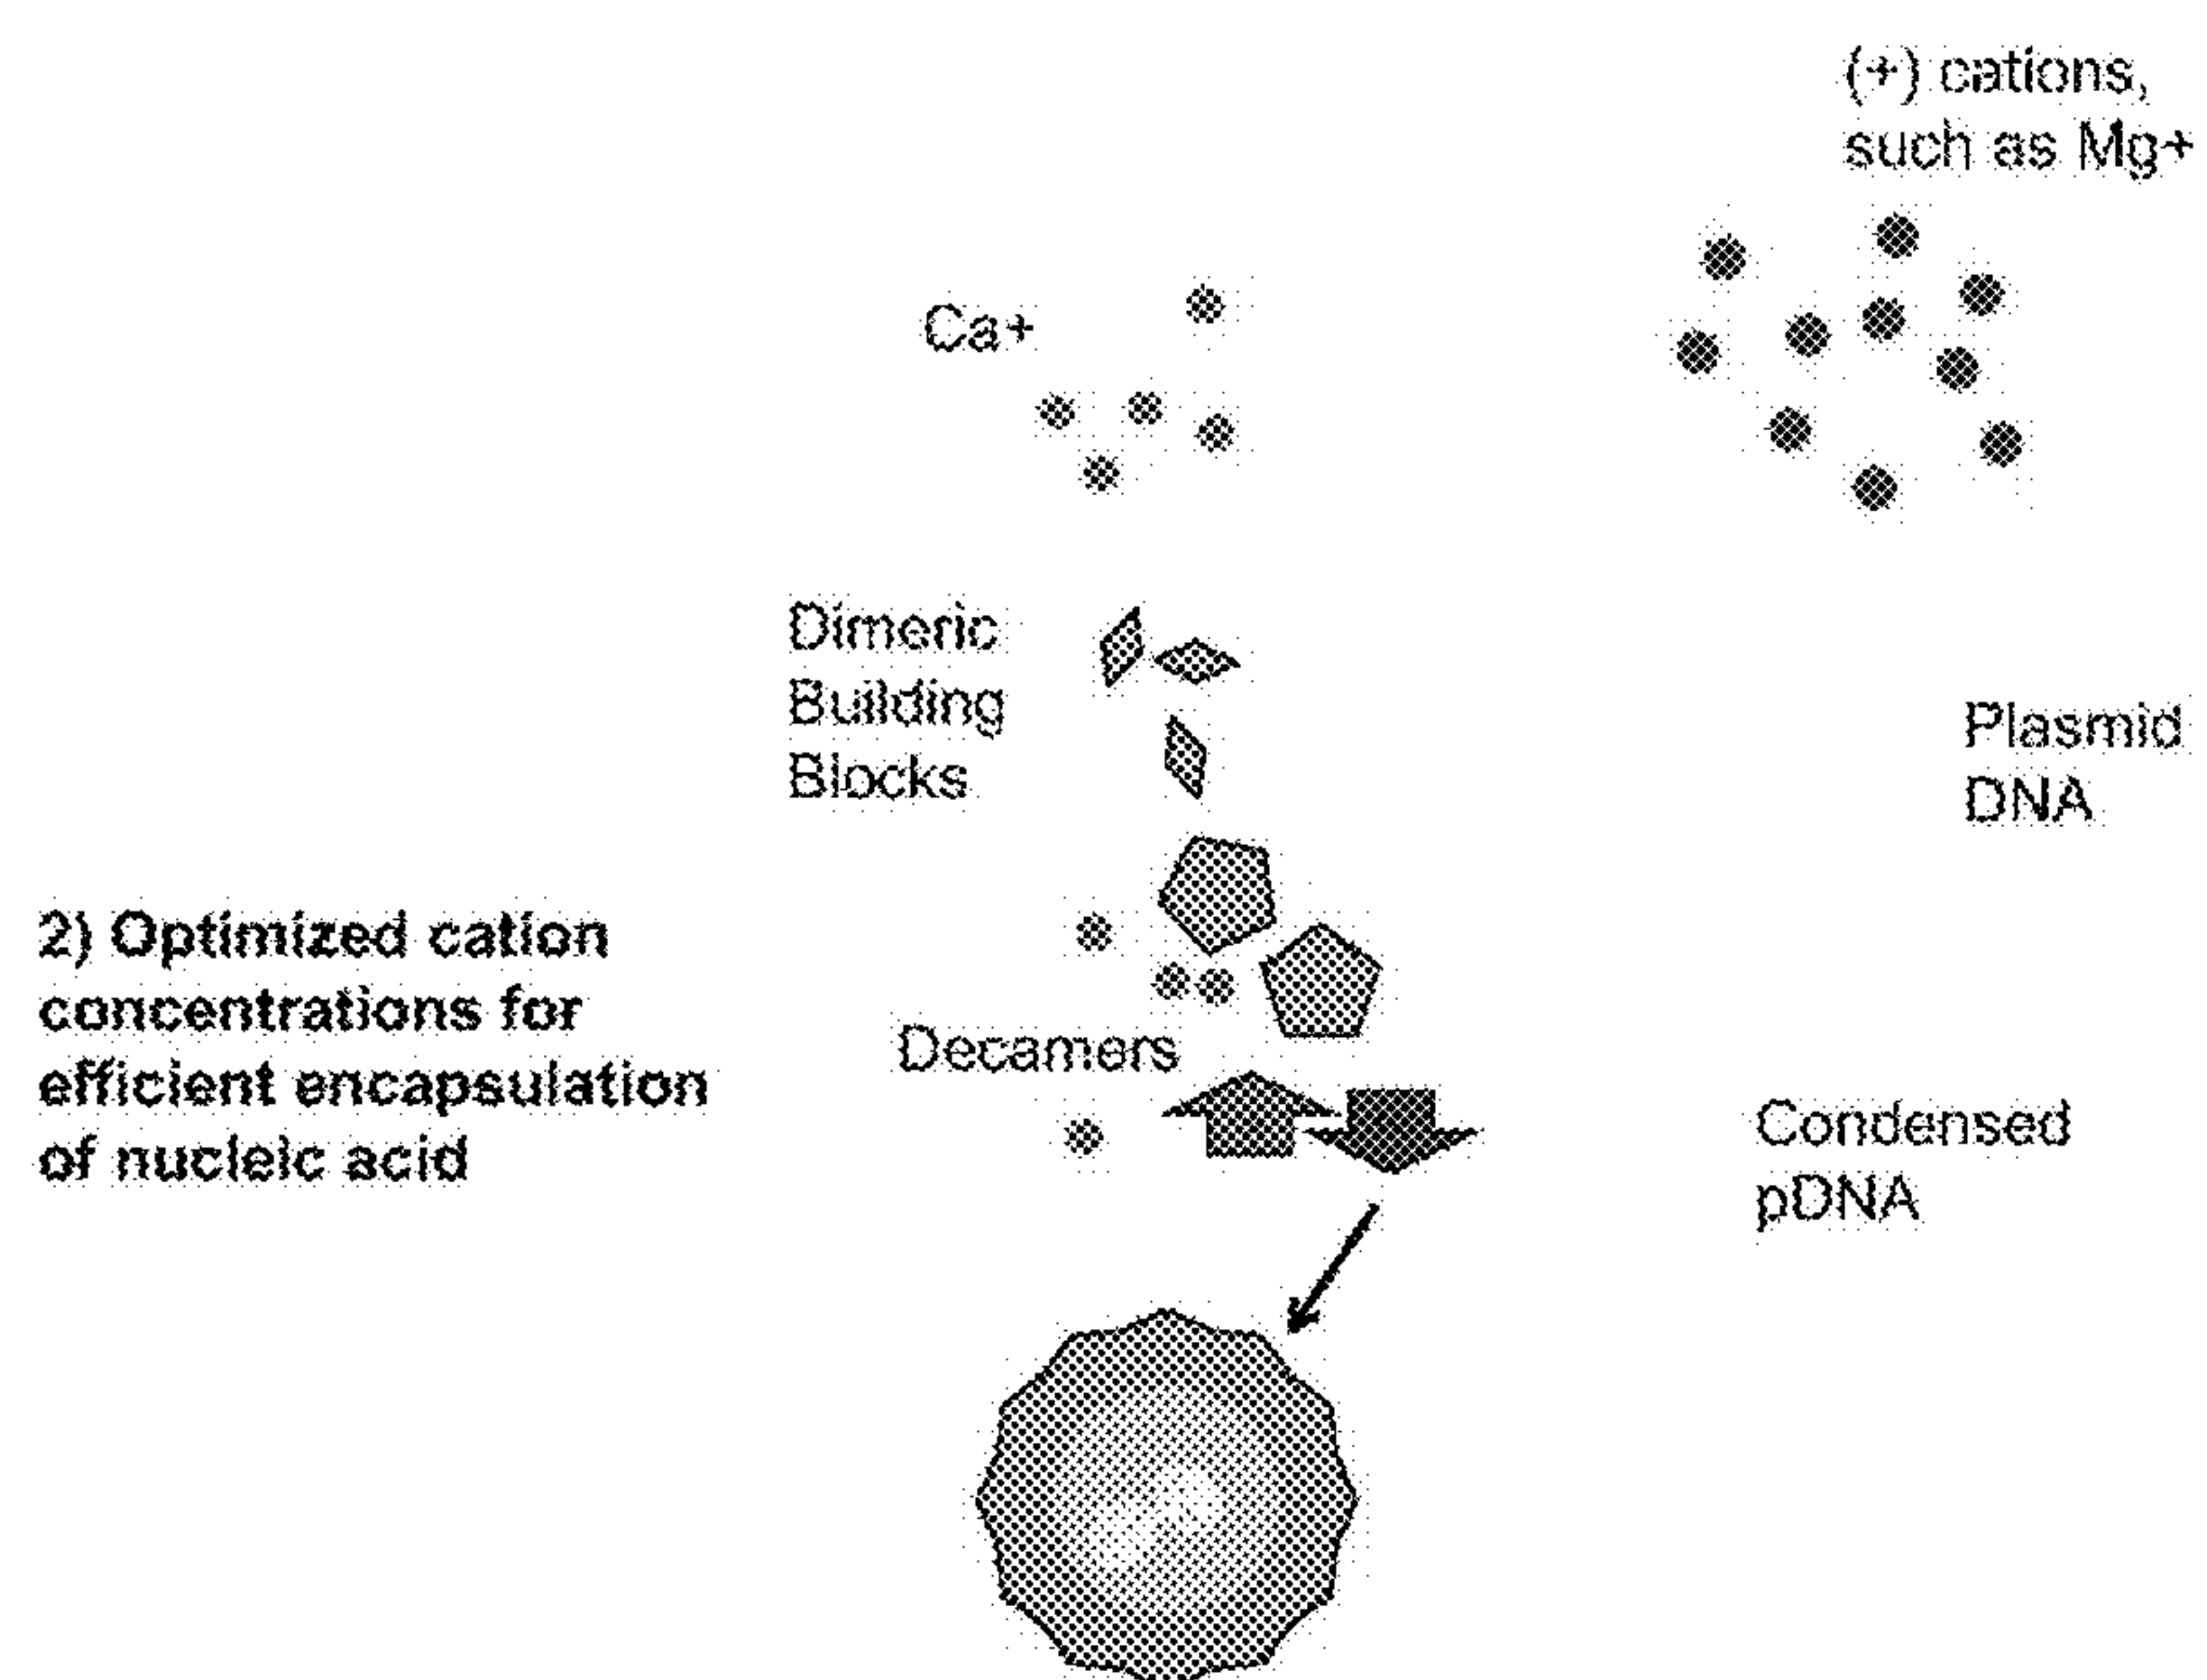 (+) cations,
such as Mg+
Ca+
Dimeric
Building
Blocks
Plasmid
DNA
2) Optimized cation
concentrations for
efficient encapsulation
of nucleic acid
Decamers
Condensed
pDNA